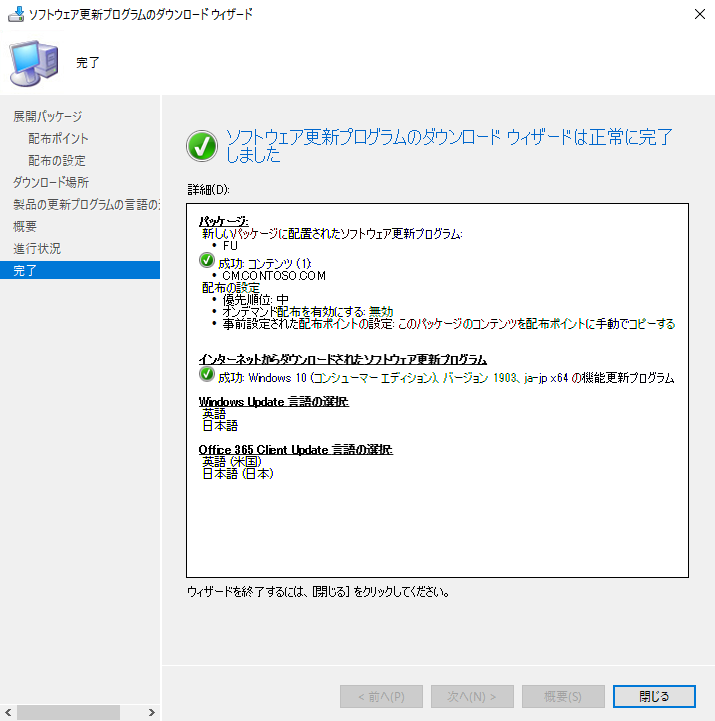 ソフトウェア更新プログラムのダウンロード ウィザード
完了
展開パッケージ
配布ポイント
配布の設定
ダウンロード場所
製品の更新プログラムの言語の
概要
進行状況
完了
ソフトウェア更新プログラムのダウンロード ウィザードは正常に完了
しました
詳細(D):
パッケージ:
新しいパッケージに配置されたソフトウェア更新プログラム:
• FU
成功: コンテンツ (1):
• CM.CONTOSO.COM
配布の設定
• 優先順位: 中
• オンデマンド配布を有効にする: 無効
• 事前設定された配布ポイントの設定: このパッケージのコンテンツを配布ポイントに手動でコピーする
インターネットからダウンロードされたソフトウェア更新プログラム
成功: Windows 10 (コンシューマー エディション)、バージョン 1903、ja-jp x64 の機能更新プログラム
Windows Update 言語の選択:
英語
日本語
Office 365 Client Update 言語の選択:
英語 (米国)
日本語 (日本)
ウィザードを終了するには、[閉じる] をクリックしてください。
< 前へ(P)
次へ(N) >
概要(S)
閉じる